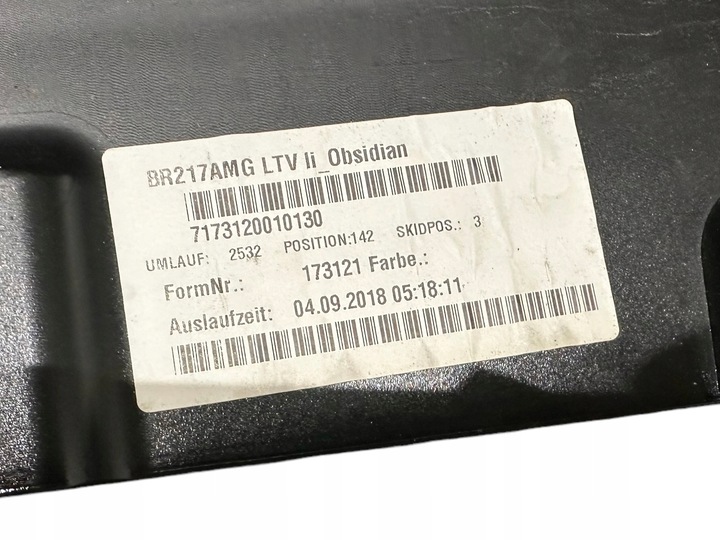 BR217AMG LTV li_Obsidian
7173120010130
UMLAUF: 2532 POSITION:142 SKIDPOS.: 3
FormNr.: 173121 Farbe.:
Auslaufzeit: 04.09.2018 05:18:11